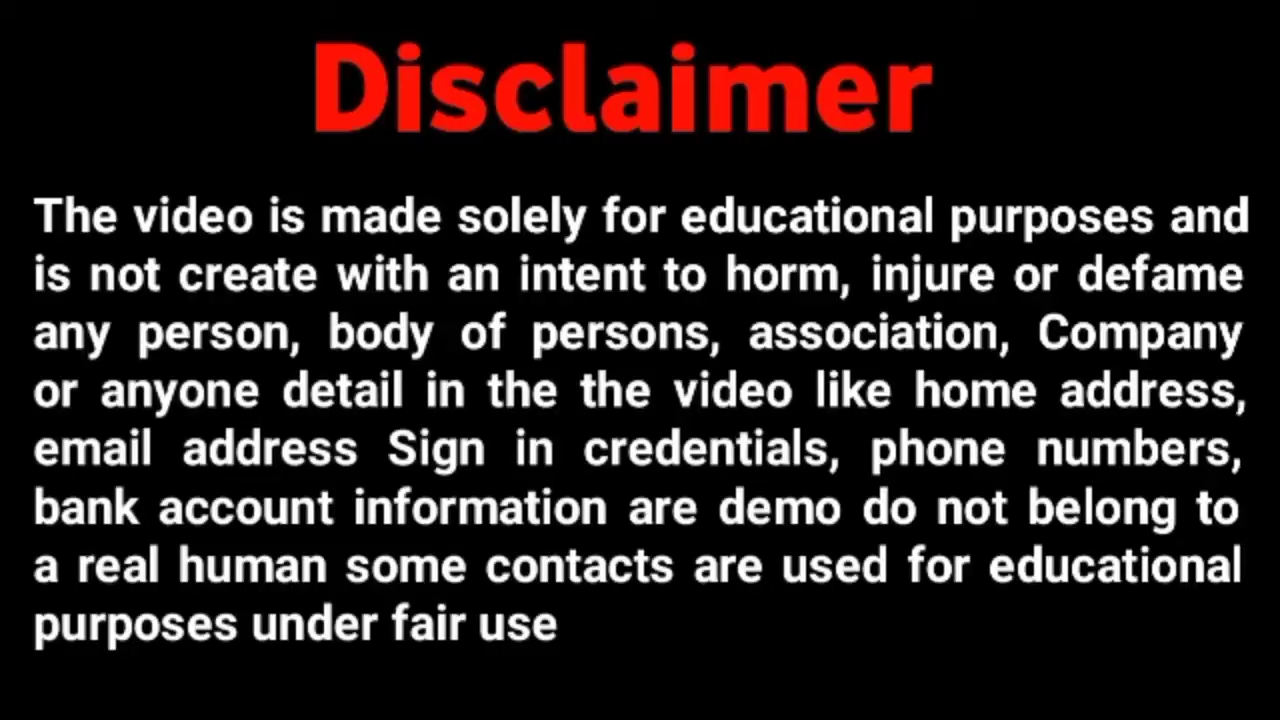 Disclaimer
The video is made solely for educational purposes and
is not create with an intent to horm, injure or defame
any person, body of persons, association, Company
or anyone detail in the the video like home address,
email address Sign in credentials, phone numbers,
bank account information are demo do not belong to
a real human some contacts are used for educational
purposes under fair use